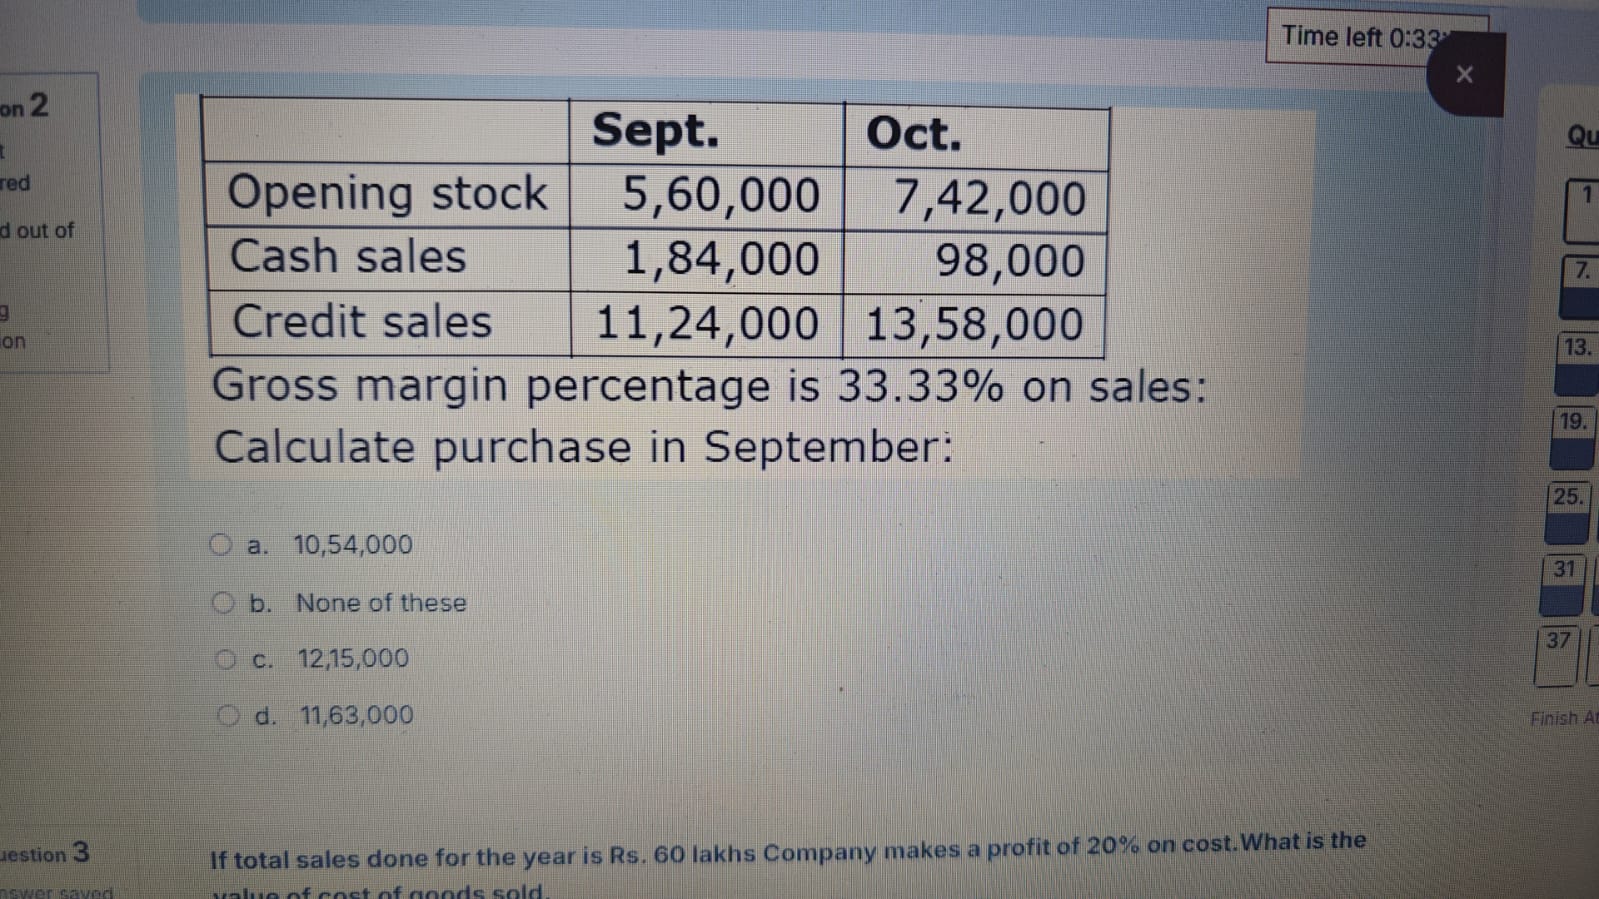 Time left 0:33
on 2
red
d out of
on
Sept. Oct.
Opening stock 5,60,000 7,42,000
Cash sales 1,84,000 98,000
Credit sales 11,24,000 13,58,000
Gross margin percentage is 33.33% on sales:
Calculate purchase in September:
a. 10,54,000
b. None of these
c. 12,15,000
d. 11,63,000
Qu
1
7.
13.
19.
25.
31
37
Finish At
uestion 3
nswer saved
If total sales done for the year is Rs. 60 lakhs Company makes a profit of 20% on cost. What is the
value of cost of goods sold.